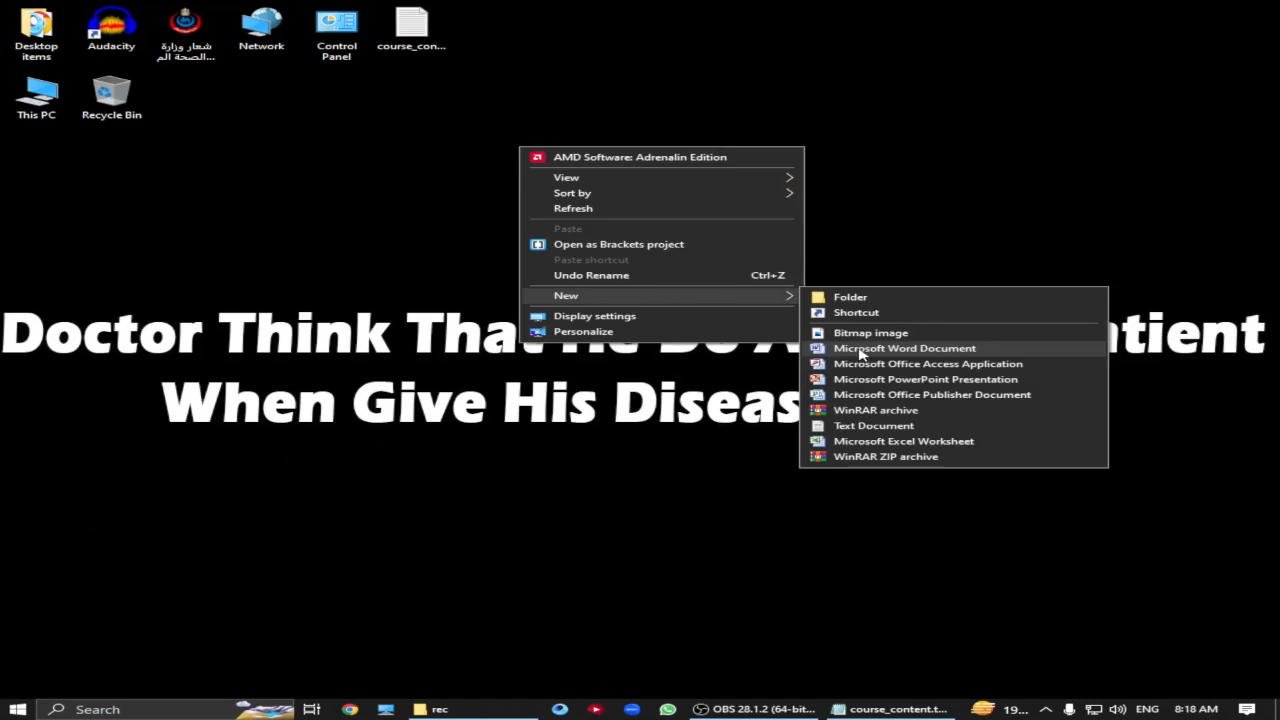 Desktop items
Audacity
شعار وزارة الصحة الم...
Network
Control Panel
course_con...
This PC
Recycle Bin
AMD Software: Adrenalin Edition
View
Sort by
Refresh
Paste
Open as Brackets project
Paste shortcut
Undo Rename Ctrl+Z
New
Display settings
Personalize
Folder
Shortcut
Bitmap image
Microsoft Word Document
Microsoft Office Access Application
Microsoft PowerPoint Presentation
Microsoft Office Publisher Document
WinRAR archive
Text Document
Microsoft Excel Worksheet
WinRAR ZIP archive
Doctor Think
When Give His
Search
rec
OBS 28.1.2 (64-bit...
course_content.t...
19...
ENG
8:18 AM